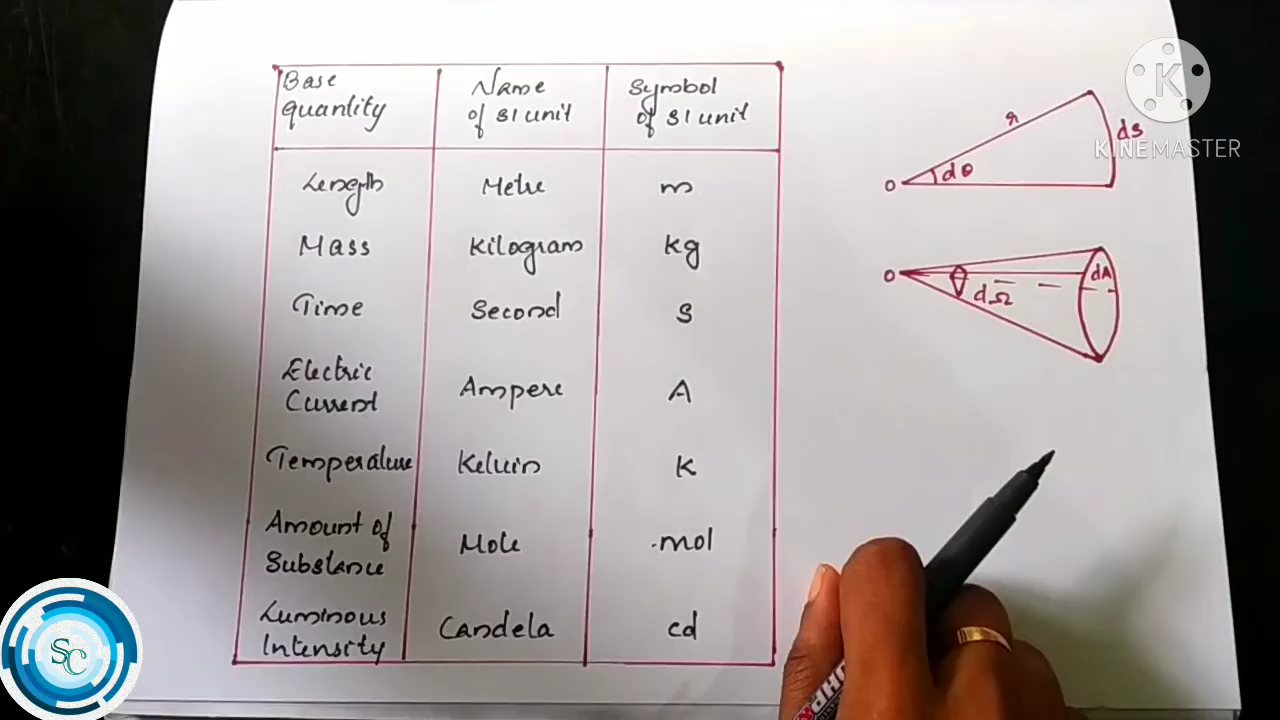 Base quantity
Name of SI unit
Symbol of SI unit
Length
Metre
m
Mass
Kilogram
kg
Time
Second
s
Electric Current
Ampere
A
Temperature
Kelvin
K
Amount of Substance
Mole
mol
Luminous Intensity
Candela
cd
r
ds
O
dθ
O
dA
dΩ
K
KINEMASTER
SC